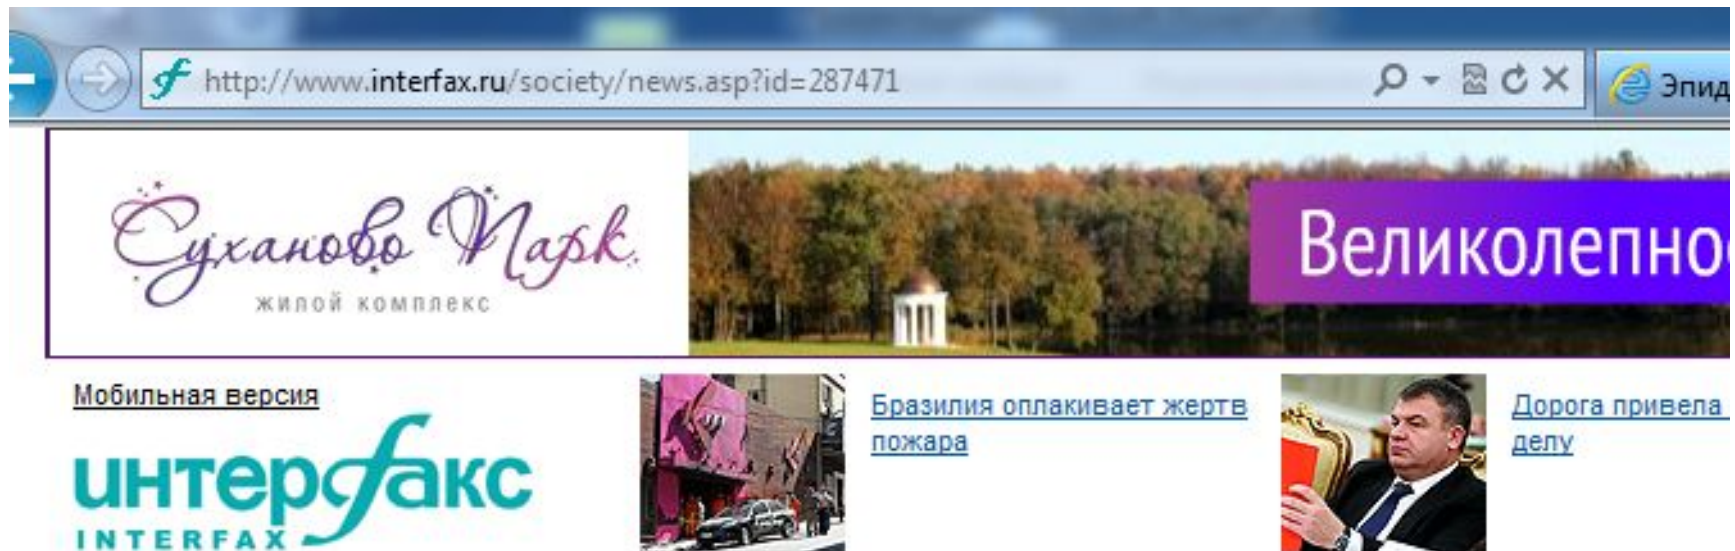 http://www.interfax.ru/society/news.asp?id=287471
Эпид
Суханово Парк
жилой комплекс
Великолепнос
Мобильная версия
интерфакс
INTERFAX
Бразилия оплакивает жертв
пожара
Дорога привела
делу